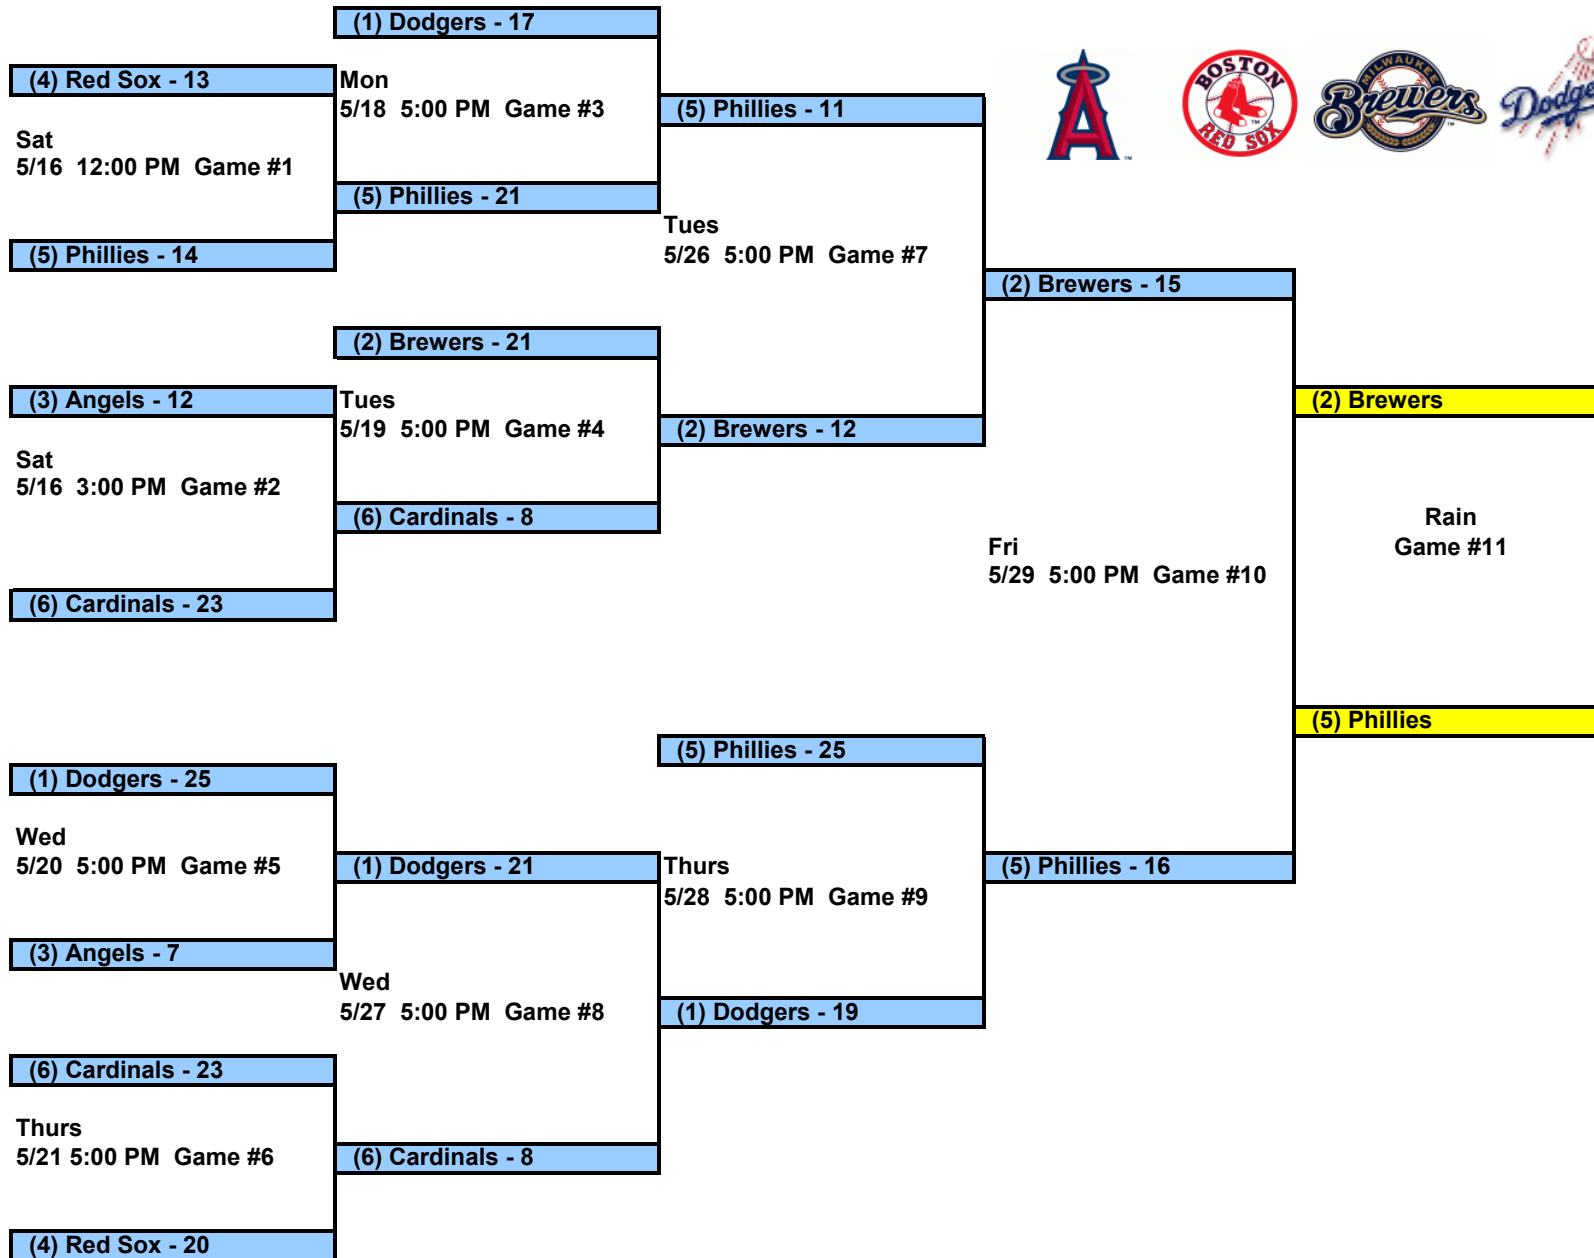 (1) Dodgers - 17
(4) Red Sox - 13
Mon
5/18 5:00 PM Game #3
(5) Phillies - 11
Sat
5/16 12:00 PM Game #1
(5) Phillies - 21
Tues
5/26 5:00 PM Game #7
(5) Phillies - 14
(2) Brewers - 15
(2) Brewers - 21
(3) Angels - 12
Tues
5/19 5:00 PM Game #4
(2) Brewers - 12
(2) Brewers
Sat
5/16 3:00 PM Game #2
(6) Cardinals - 8
Rain
Game #11
Fri
5/29 5:00 PM Game #10
(6) Cardinals - 23
(5) Phillies
(5) Phillies - 25
(1) Dodgers - 25
Wed
5/20 5:00 PM Game #5
(1) Dodgers - 21
Thurs
5/28 5:00 PM Game #9
(5) Phillies - 16
(3) Angels - 7
Wed
5/27 5:00 PM Game #8
(1) Dodgers - 19
(6) Cardinals - 23
Thurs
5/21 5:00 PM Game #6
(6) Cardinals - 8
(4) Red Sox - 20
A
BOSTON
RED SOX
MILWAUKEE
Brewers
Dodge